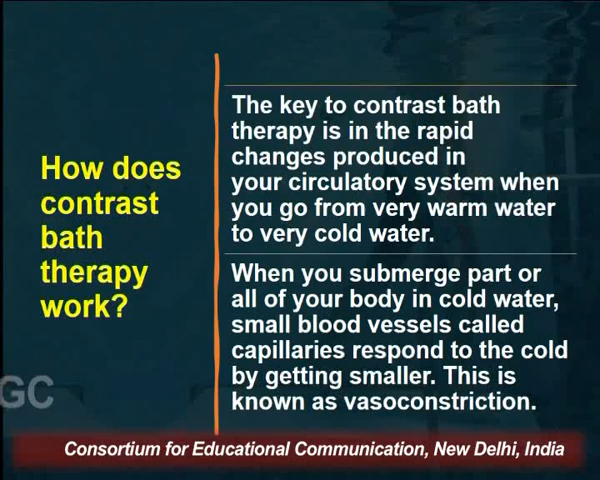 How does
contrast
bath
therapy
work?
The key to contrast bath
therapy is in the rapid
changes produced in
your circulatory system when
you go from very warm water
to very cold water.
When you submerge part or
all of your body in cold water,
small blood vessels called
capillaries respond to the cold
by getting smaller. This is
known as vasoconstriction.
GC
Consortium for Educational Communication, New Delhi, India